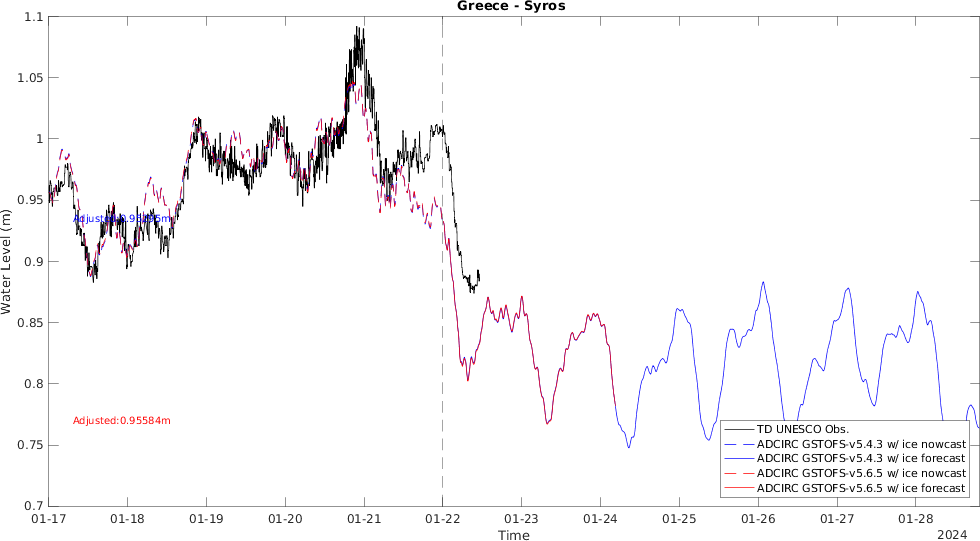 Greece - Syros
1.1
1.05
1
0.95
0.9
0.85
0.8
0.75
0.7
Water Level (m)
Adjusted:0.95584m
TD UNESCO Obs.
ADCIRC GSTOFS-v5.4.3 w/ ice nowcast
ADCIRC GSTOFS-v5.4.3 w/ ice forecast
ADCIRC GSTOFS-v5.6.5 w/ ice nowcast
ADCIRC GSTOFS-v5.6.5 w/ ice forecast
01-17 01-18 01-19 01-20 01-21 01-22 01-23 01-24 01-25 01-26 01-27 01-28
Time
2024